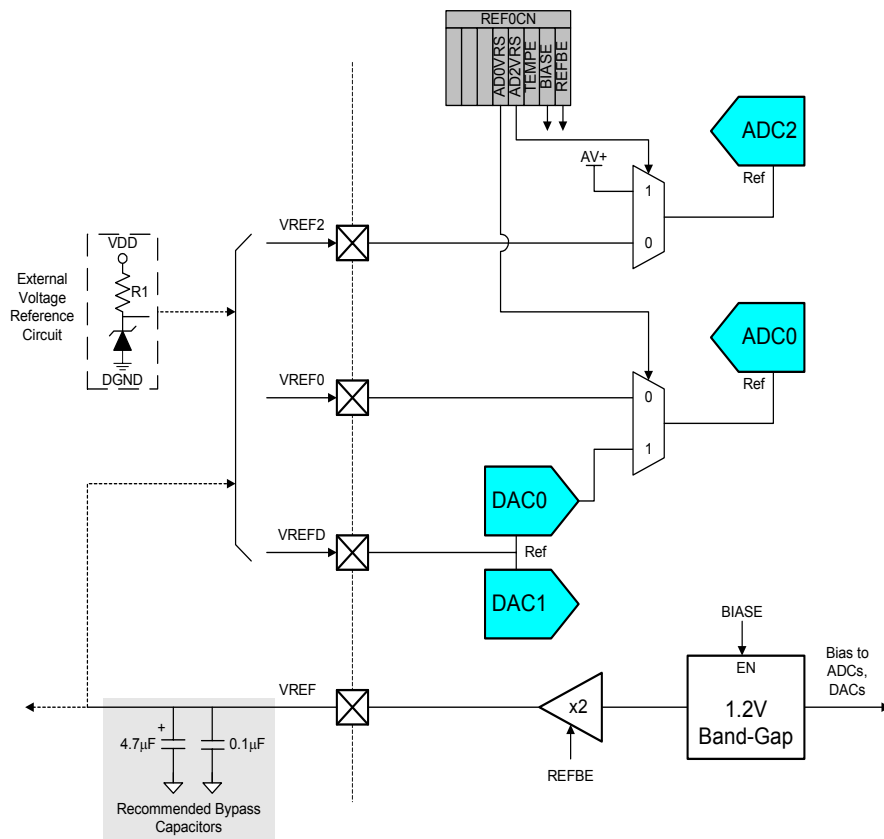 REF0CN
AD0VRS
AD2VRS
TEMPE
BIASE
REFBE
ADC2
Ref
AV+
1
0
VREF2
External
Voltage
Reference
Circuit
VDD
R1
DGND
ADC0
Ref
VREF0
0
1
DAC0
VREFD
Ref
DAC1
BIASE
EN
1.2V
Band-Gap
Bias to
ADCs,
DACs
VREF
x2
REFBE
+
4.7µF
0.1µF
Recommended Bypass
Capacitors